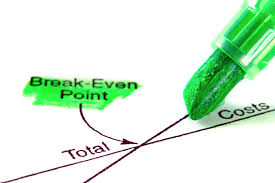 Break-Even
Point
Total
Costs